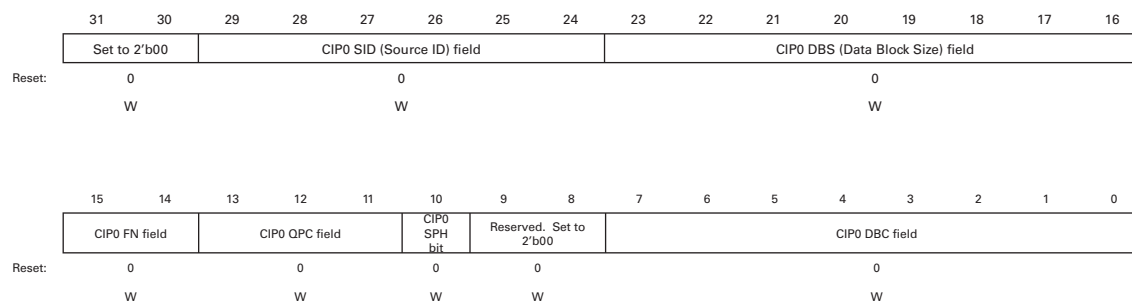 31 30 29 28 27 26 25 24 23 22 21 20 19 18 17 16
Set to 2'b00 CIP0 SID (Source ID) field CIP0 DBS (Data Block Size) field
Reset: 0 0 0
W W W
15 14 13 12 11 10 9 8 7 6 5 4 3 2 1 0
CIP0 FN field CIP0 QPC field CIP0 SPH bit Reserved. Set to 2'b00 CIP0 DBC field
Reset: 0 0 0 0 0
W W W W W